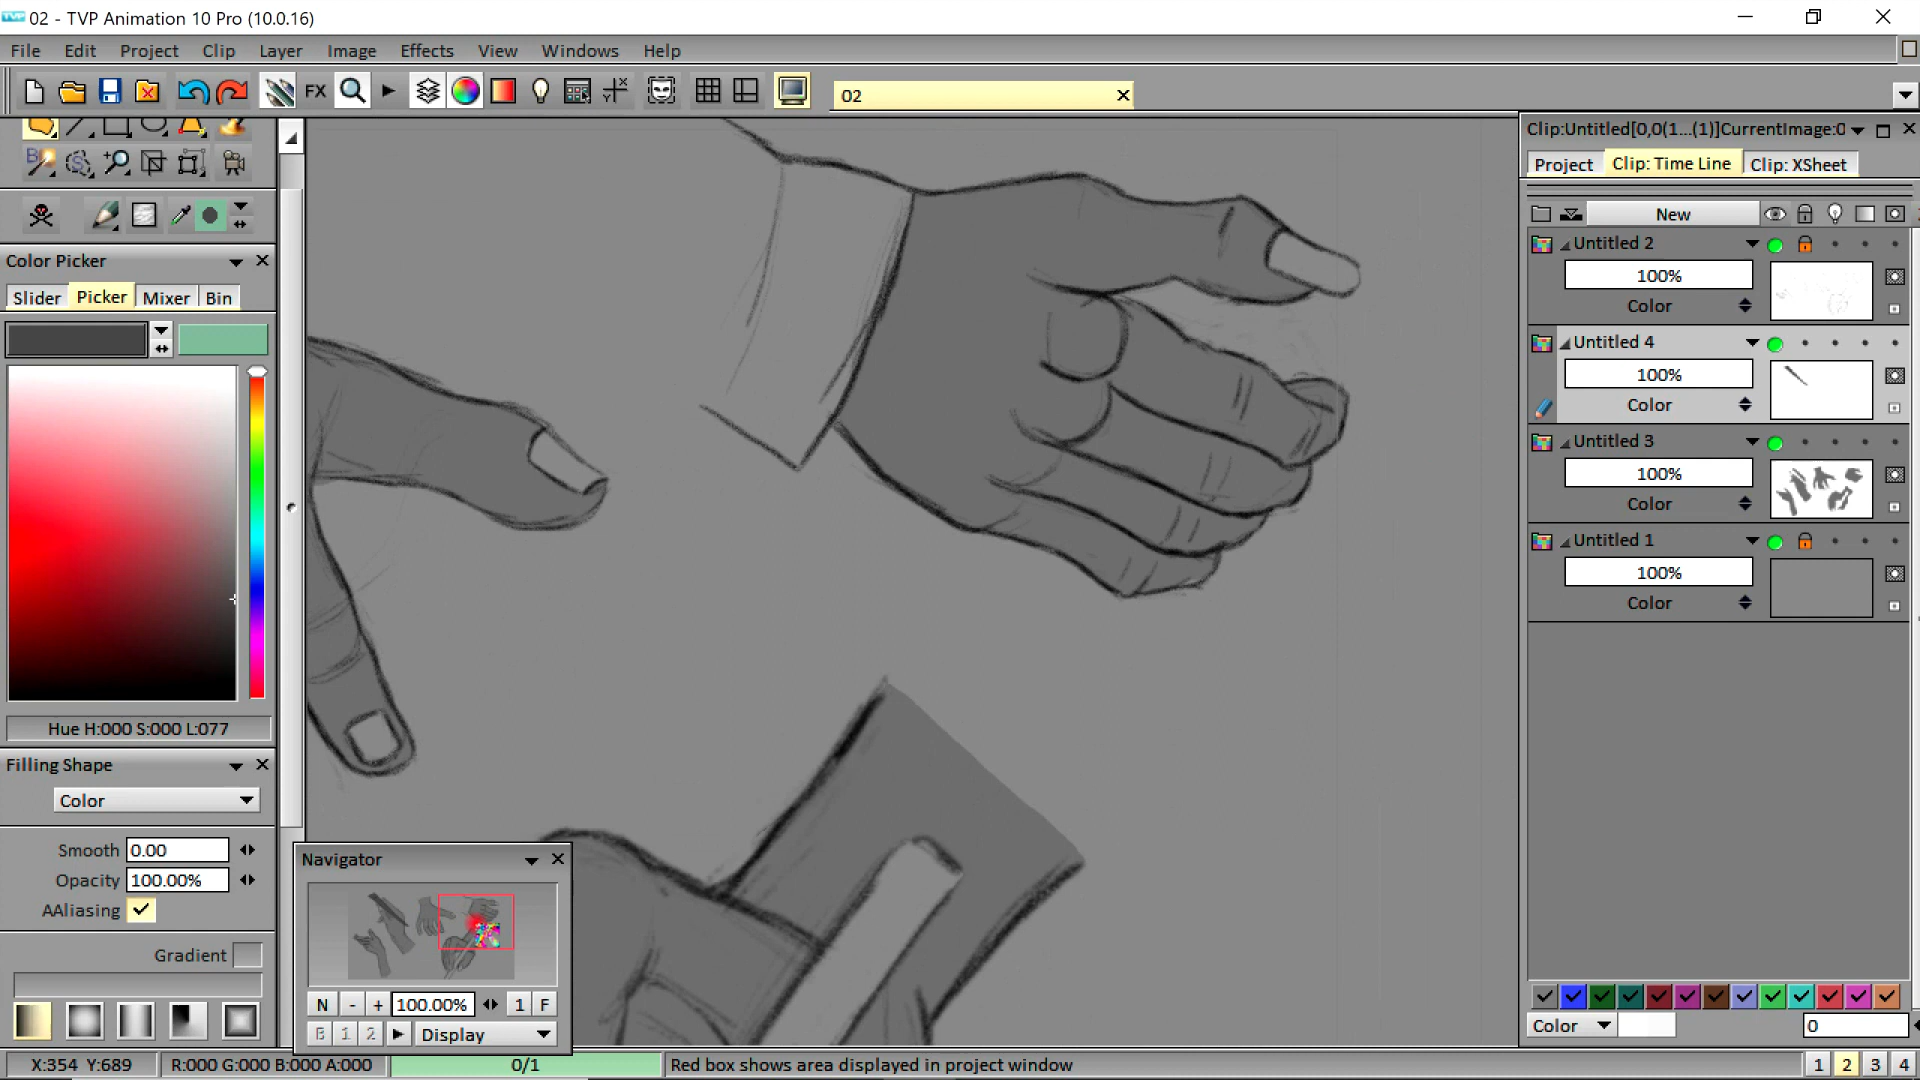 02 - TVP Animation 10 Pro (10.0.16)
File Edit Project Clip Layer Image Effects View Windows Help
FX
02
Clip:Untitled[0,0(1...(1)]CurrentImage:0
Project Clip: Time Line Clip: XSheet
New
Color Picker
Slider Picker Mixer Bin
Hue H:000 S:000 L:077
Filling Shape
Color
Smooth 0.00
Opacity 100.00%
AAliasing
Gradient
Navigator
N - + 100.00% 1 F
B 1 2 Display
Untitled 2
100%
Color
Untitled 4
100%
Color
Untitled 3
100%
Color
Untitled 1
100%
Color
Color 0
X:354 Y:689 R:000 G:000 B:000 A:000 0/1 Red box shows area displayed in project window 1 2 3 4